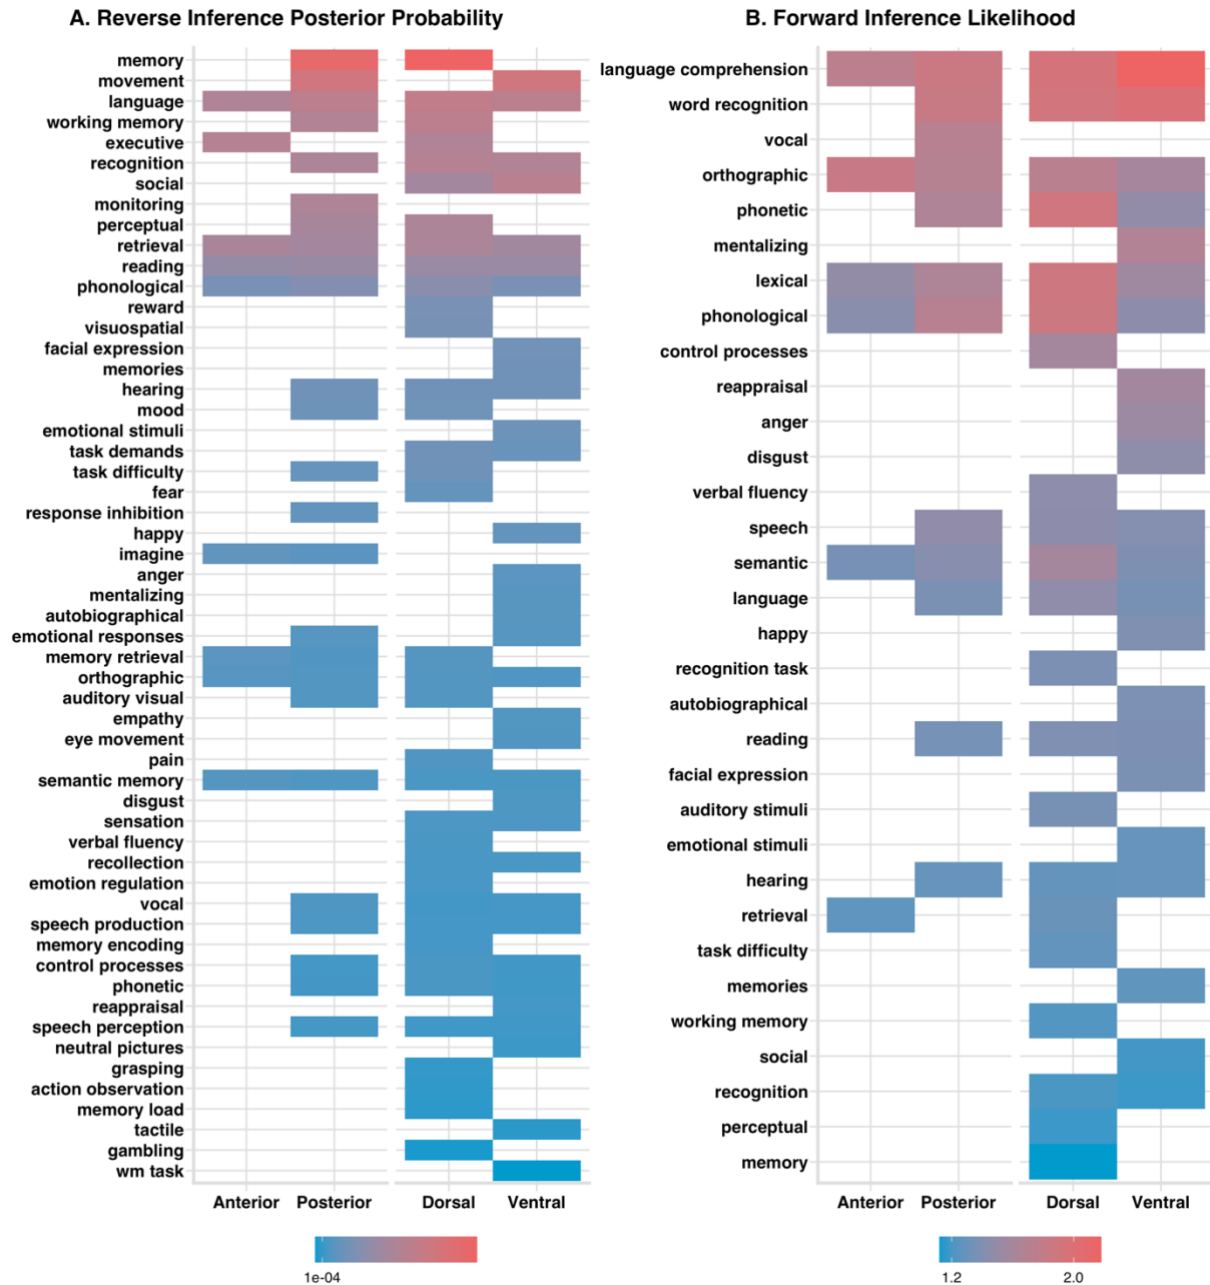 A. Reverse Inference Posterior Probability
memory
movement
language
working memory
executive
recognition
social
monitoring
perceptual
retrieval
reading
phonological
reward
visuospatial
facial expression
memories
hearing
mood
emotional stimuli
task demands
task difficulty
fear
response inhibition
happy
imagine
anger
mentalizing
autobiographical
emotional responses
memory retrieval
orthographic
auditory visual
empathy
eye movement
pain
semantic memory
disgust
sensation
verbal fluency
recollection
emotion regulation
vocal
speech production
memory encoding
control processes
phonetic
reappraisal
speech perception
neutral pictures
grasping
action observation
memory load
tactile
gambling
wm task
Anterior Posterior Dorsal Ventral
1e-04
B. Forward Inference Likelihood
language comprehension
word recognition
vocal
orthographic
phonetic
mentalizing
lexical
phonological
control processes
reappraisal
anger
disgust
verbal fluency
speech
semantic
language
happy
recognition task
autobiographical
reading
facial expression
auditory stimuli
emotional stimuli
hearing
retrieval
task difficulty
memories
working memory
social
recognition
perceptual
memory
Anterior Posterior Dorsal Ventral
1.2 2.0